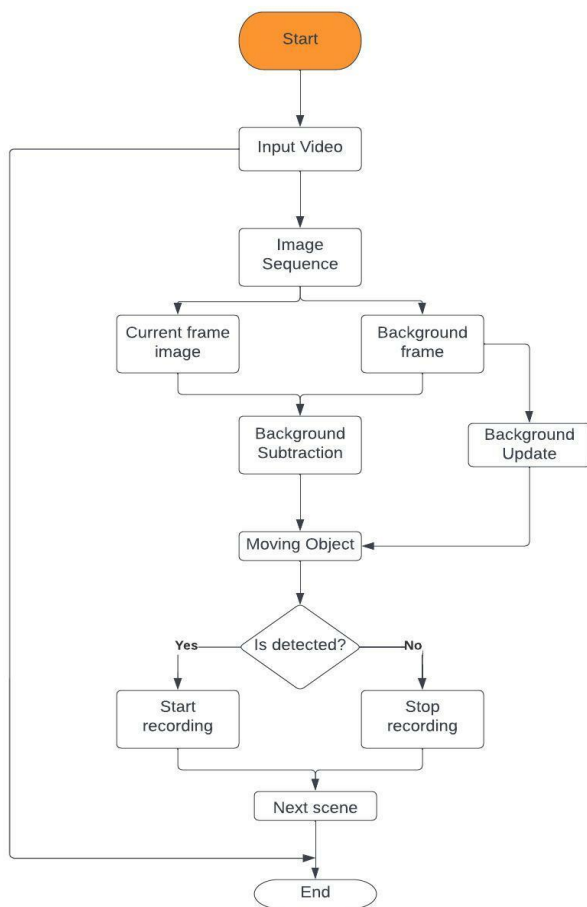 Start
Input Video
Image
Sequence
Current frame
image
Background
frame
Background
Subtraction
Background
Update
Moving Object
Is detected?
Yes
No
Start
recording
Stop
recording
Next scene
End